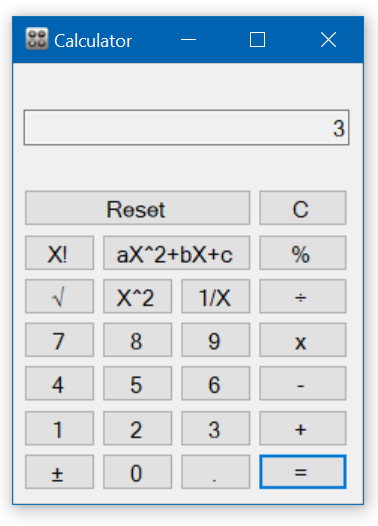 Calculator
3
Reset C
X! aX^2+bX+c %
√ X^2 1/X ÷
7 8 9 x
4 5 6 -
1 2 3 +
± 0 . =